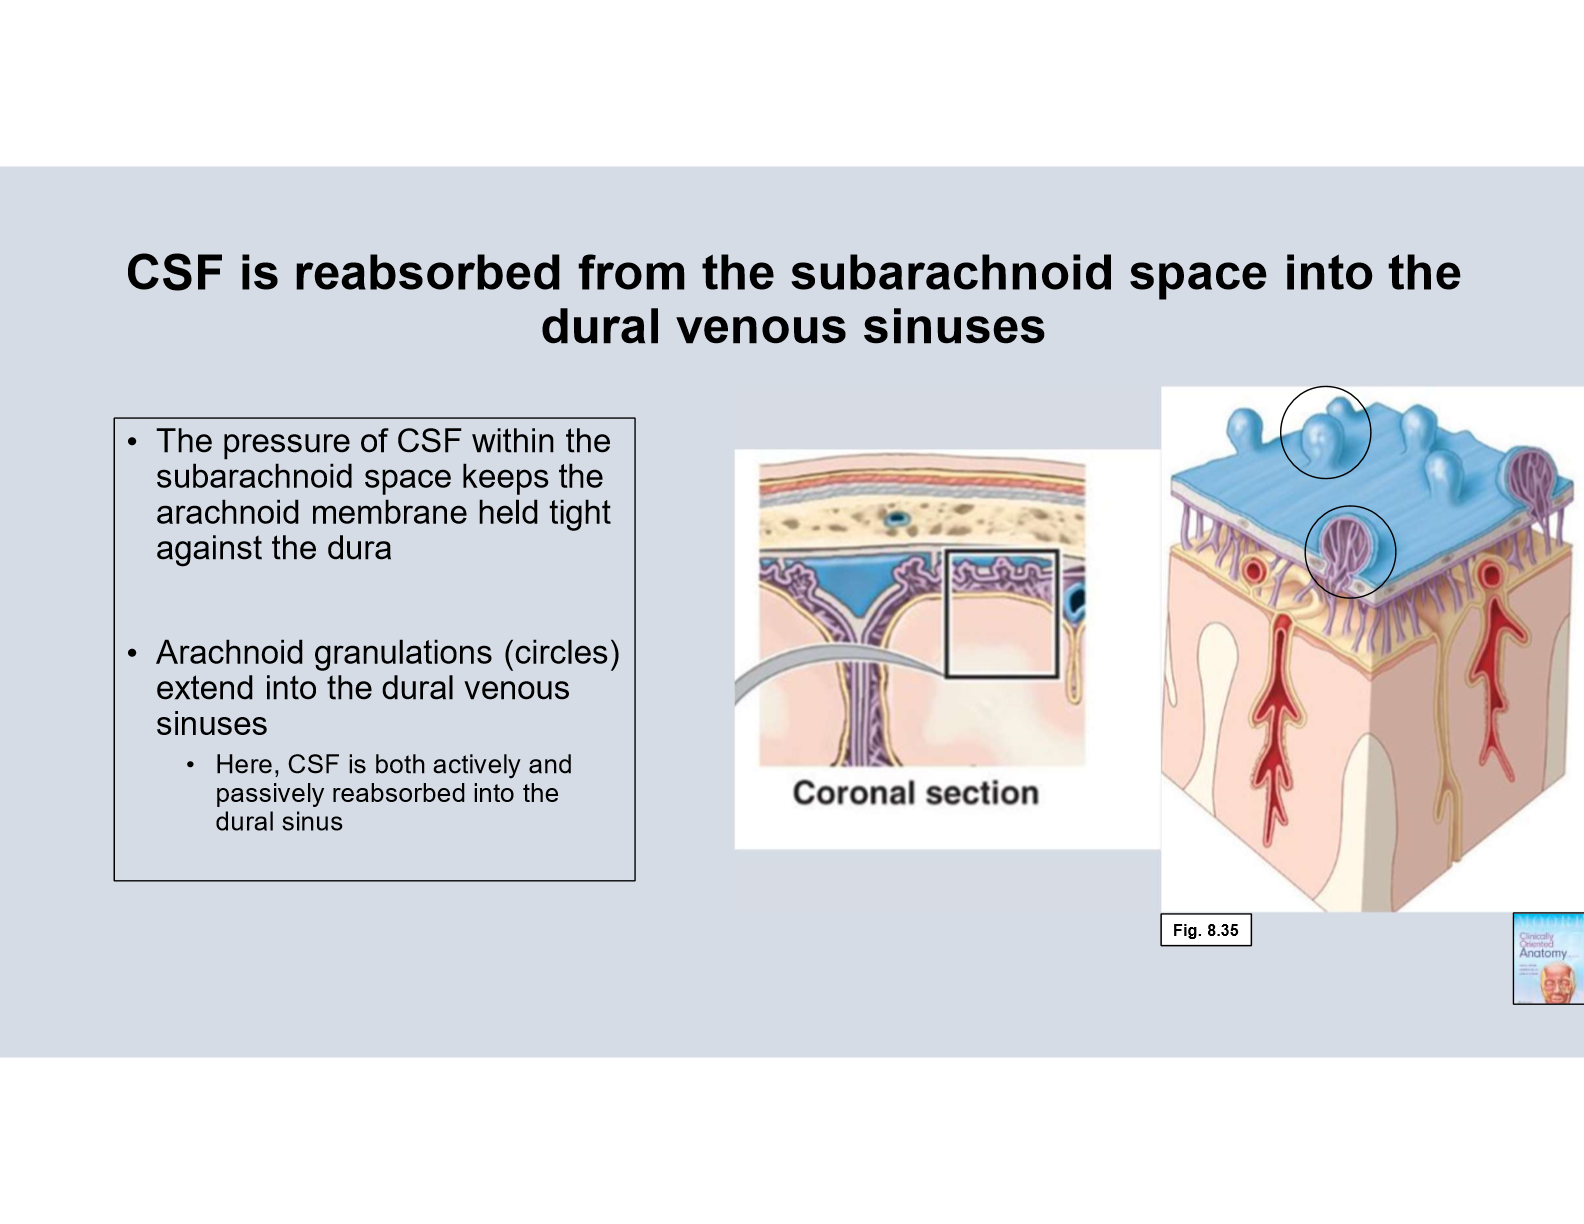 CSF is reabsorbed from the subarachnoid space into the
dural venous sinuses
• The pressure of CSF within the
subarachnoid space keeps the
arachnoid membrane held tight
against the dura
• Arachnoid granulations (circles)
extend into the dural venous
sinuses
• Here, CSF is both actively and
passively reabsorbed into the
dural sinus
Coronal section
Fig. 8.35
Clinically
Oriented
Anatomy